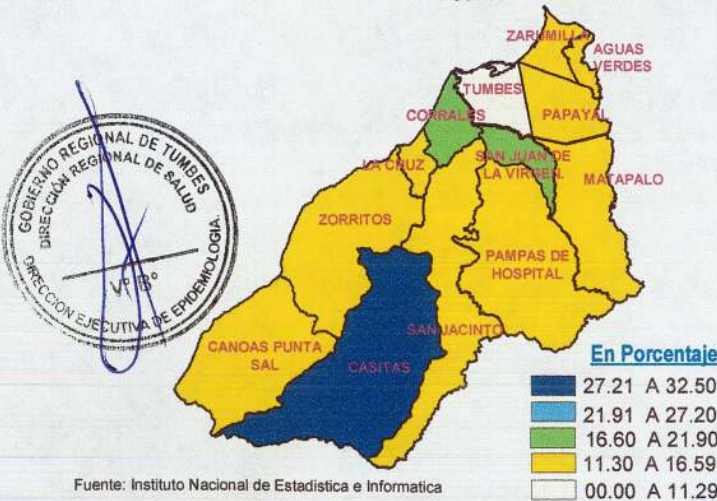 ZARUMILLA
AGUAS
VERDES
TUMBES
CORRALES
PAPAYAL
LA CRUZ
SAN JUAN DE
LA VIRGEN.
MATAPALO
ZORRITOS
PAMPAS DE
HOSPITAL
SAN JACINTO
CANOAS PUNTA
SAL
CASITAS
GOBIERNO REGIONAL DE TUMBES
DIRECCIÓN REGIONAL DE SALUD
Vº Bº
DIRECCION EJECUTIVA DE EPIDEMIOLOGIA.
En Porcentaje
27.21 A 32.50
21.91 A 27.20
16.60 A 21.90
11.30 A 16.59
00.00 A 11.29
Fuente: Instituto Nacional de Estadistica e Informatica